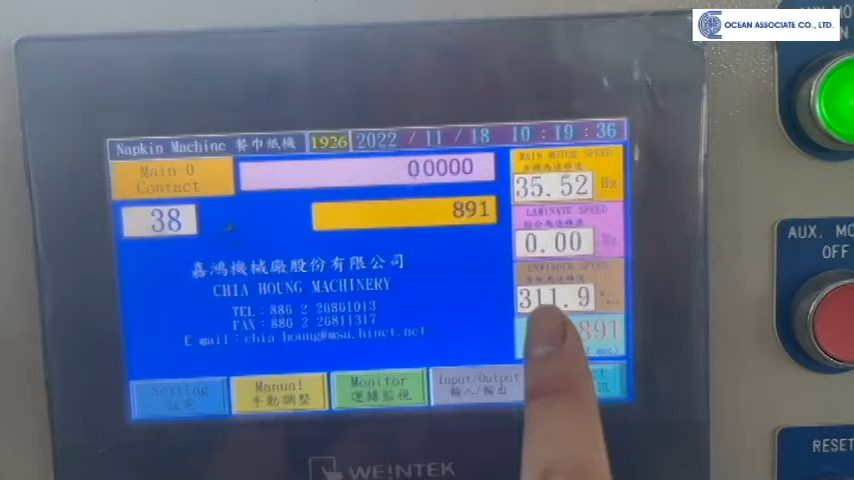 OCEAN ASSOCIATE CO., LTD.
Napkin Machine 餐巾紙機 1926 2022 / 11 / 18 10 : 19 : 36
Main 0
Contact
00000
MAIN MOTOR SPEED
35.52 Hz
38
891
LAMINATE SPEED
0.00
嘉鴻機械廠股份有限公司
CHIA HOUNG MACHINERY
UNWINDER SPEED
311.9
TEL : 886 2 26801013
FAX : 886 2 26811317
E mail : chia houng@msa.hinet.net
891
Setting
設定
Manual
手動調整
Monitor
運轉監視
Input/Output
輸入/輸出
WEINTEK
AUX. MO
OFF
RESE